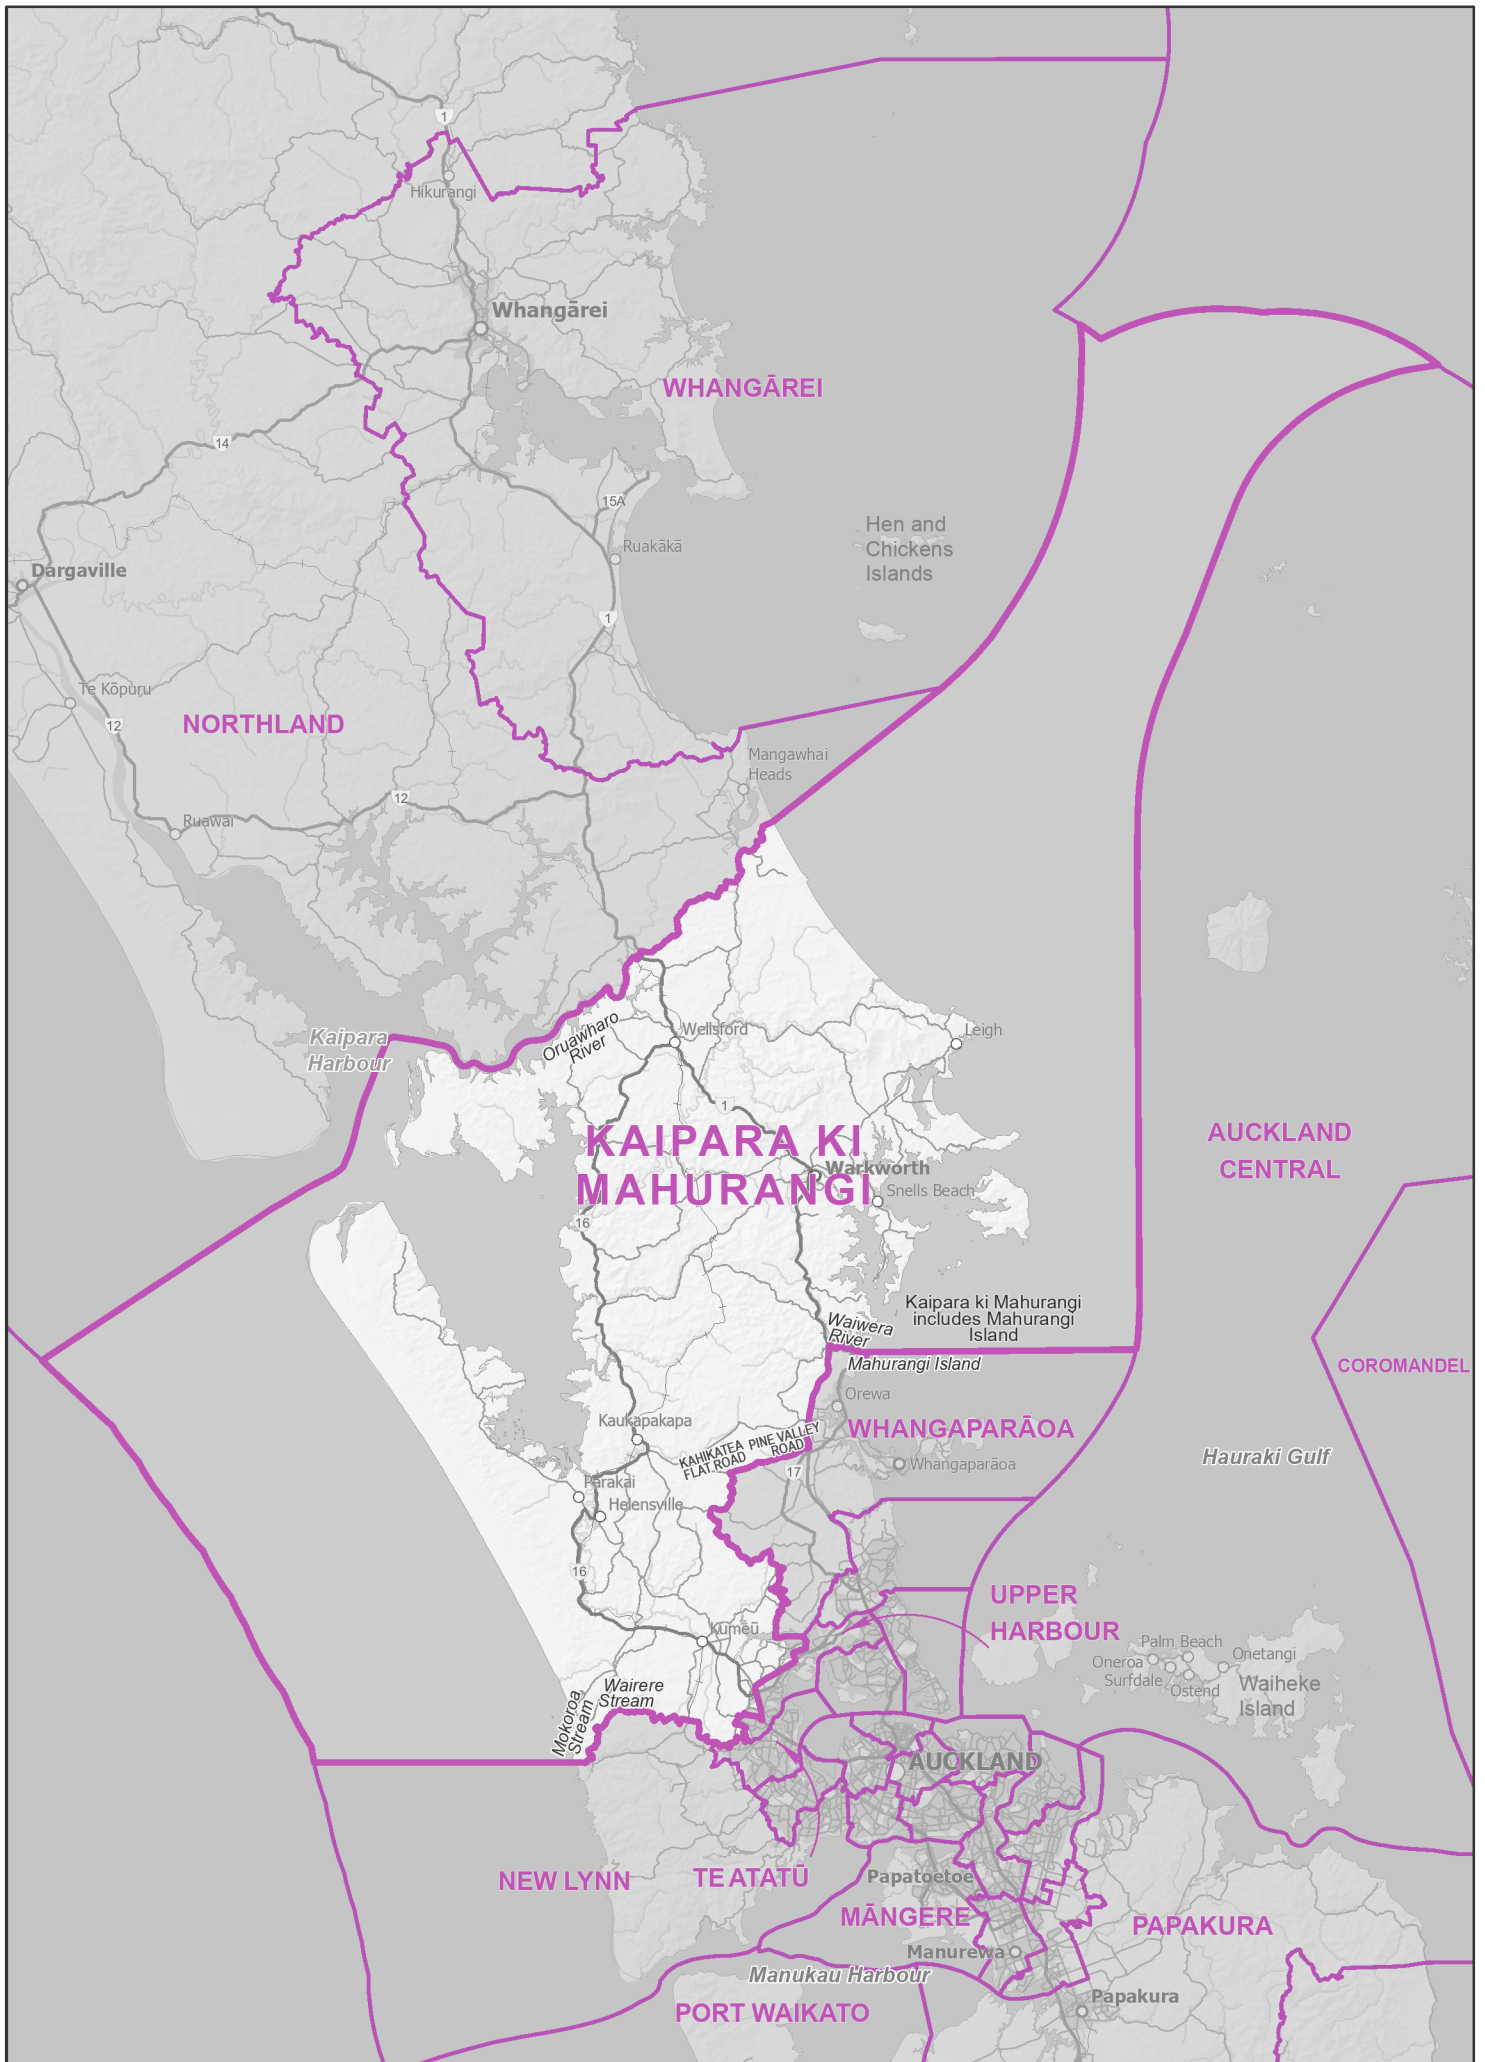 1
Hikurangi
Whangārei
WHANGĀREI
14
15A
Hen and
Chickens
Islands
Ruakākā
Dargaville
1
Te Kōpuru
12
NORTHLAND
Mangawhai
Heads
12
Ruawai
Kaipara
Harbour
Oruawharo
River
Wellsford
Leigh
1
KAIPARA KI
MAHURANGI
Warkworth
Snells Beach
16
AUCKLAND
CENTRAL
Kaipara ki Mahurangi
includes Mahurangi
Island
Waiwera
River
Mahurangi Island
COROMANDEL
Orewa
Kaukapakapa
WHANGAPARĀOA
KAHIKATEA
FLAT ROAD
PINE VALLEY
ROAD
Hauraki Gulf
Whangaparāoa
17
Parakai
Helensville
16
UPPER
HARBOUR
Kumeū
Palm Beach
Oneroa
Onetangi
Surfdale
Ostend
Waiheke
Island
Wairere
Stream
Mokoroa
Stream
AUCKLAND
NEW LYNN
TE ATATŪ
Papatoetoe
MĀNGERE
PAPAKURA
Manurewa
Manukau Harbour
Papakura
PORT WAIKATO